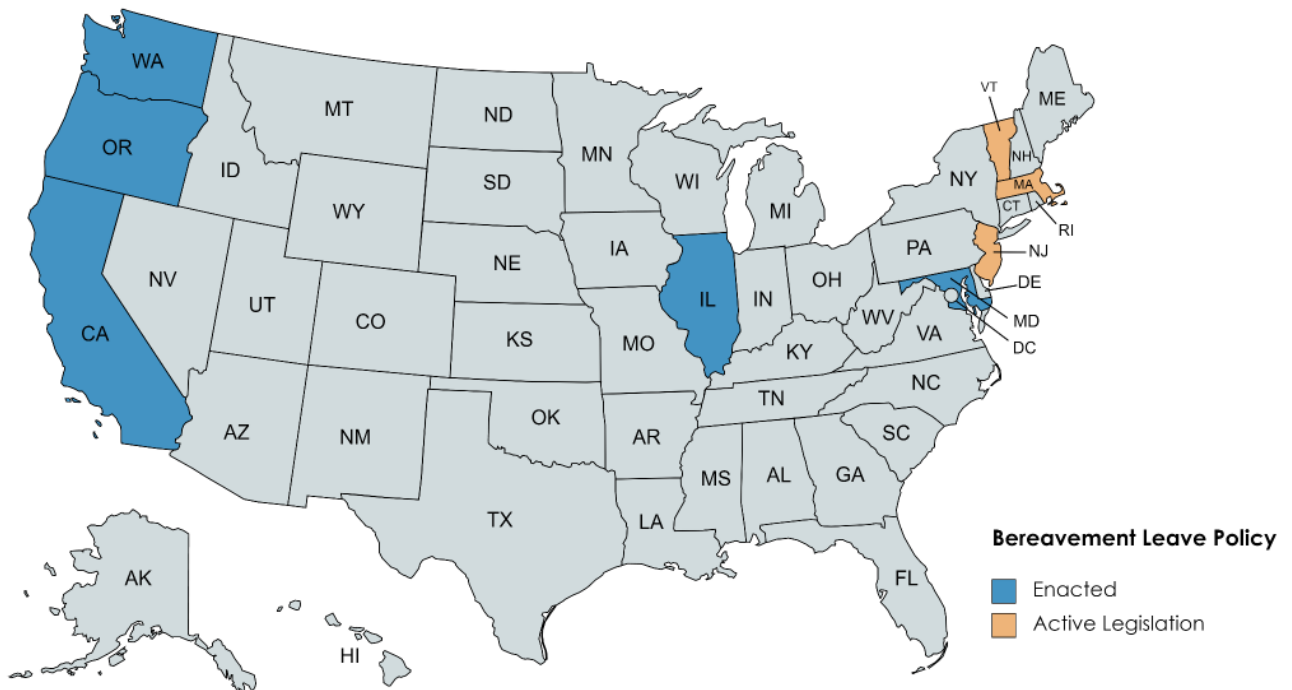 WA
MT
ND
MN
VT
ME
OR
ID
SD
WI
NH
NY
MA
WY
MI
CT
RI
IA
PA
NJ
NE
NV
OH
DE
UT
IL
IN
CA
CO
WV
MD
KS
MO
VA
DC
KY
NC
TN
OK
AZ
NM
AR
SC
MS
AL
GA
TX
LA
Bereavement Leave Policy
AK
FL
Enacted
Active Legislation
HI